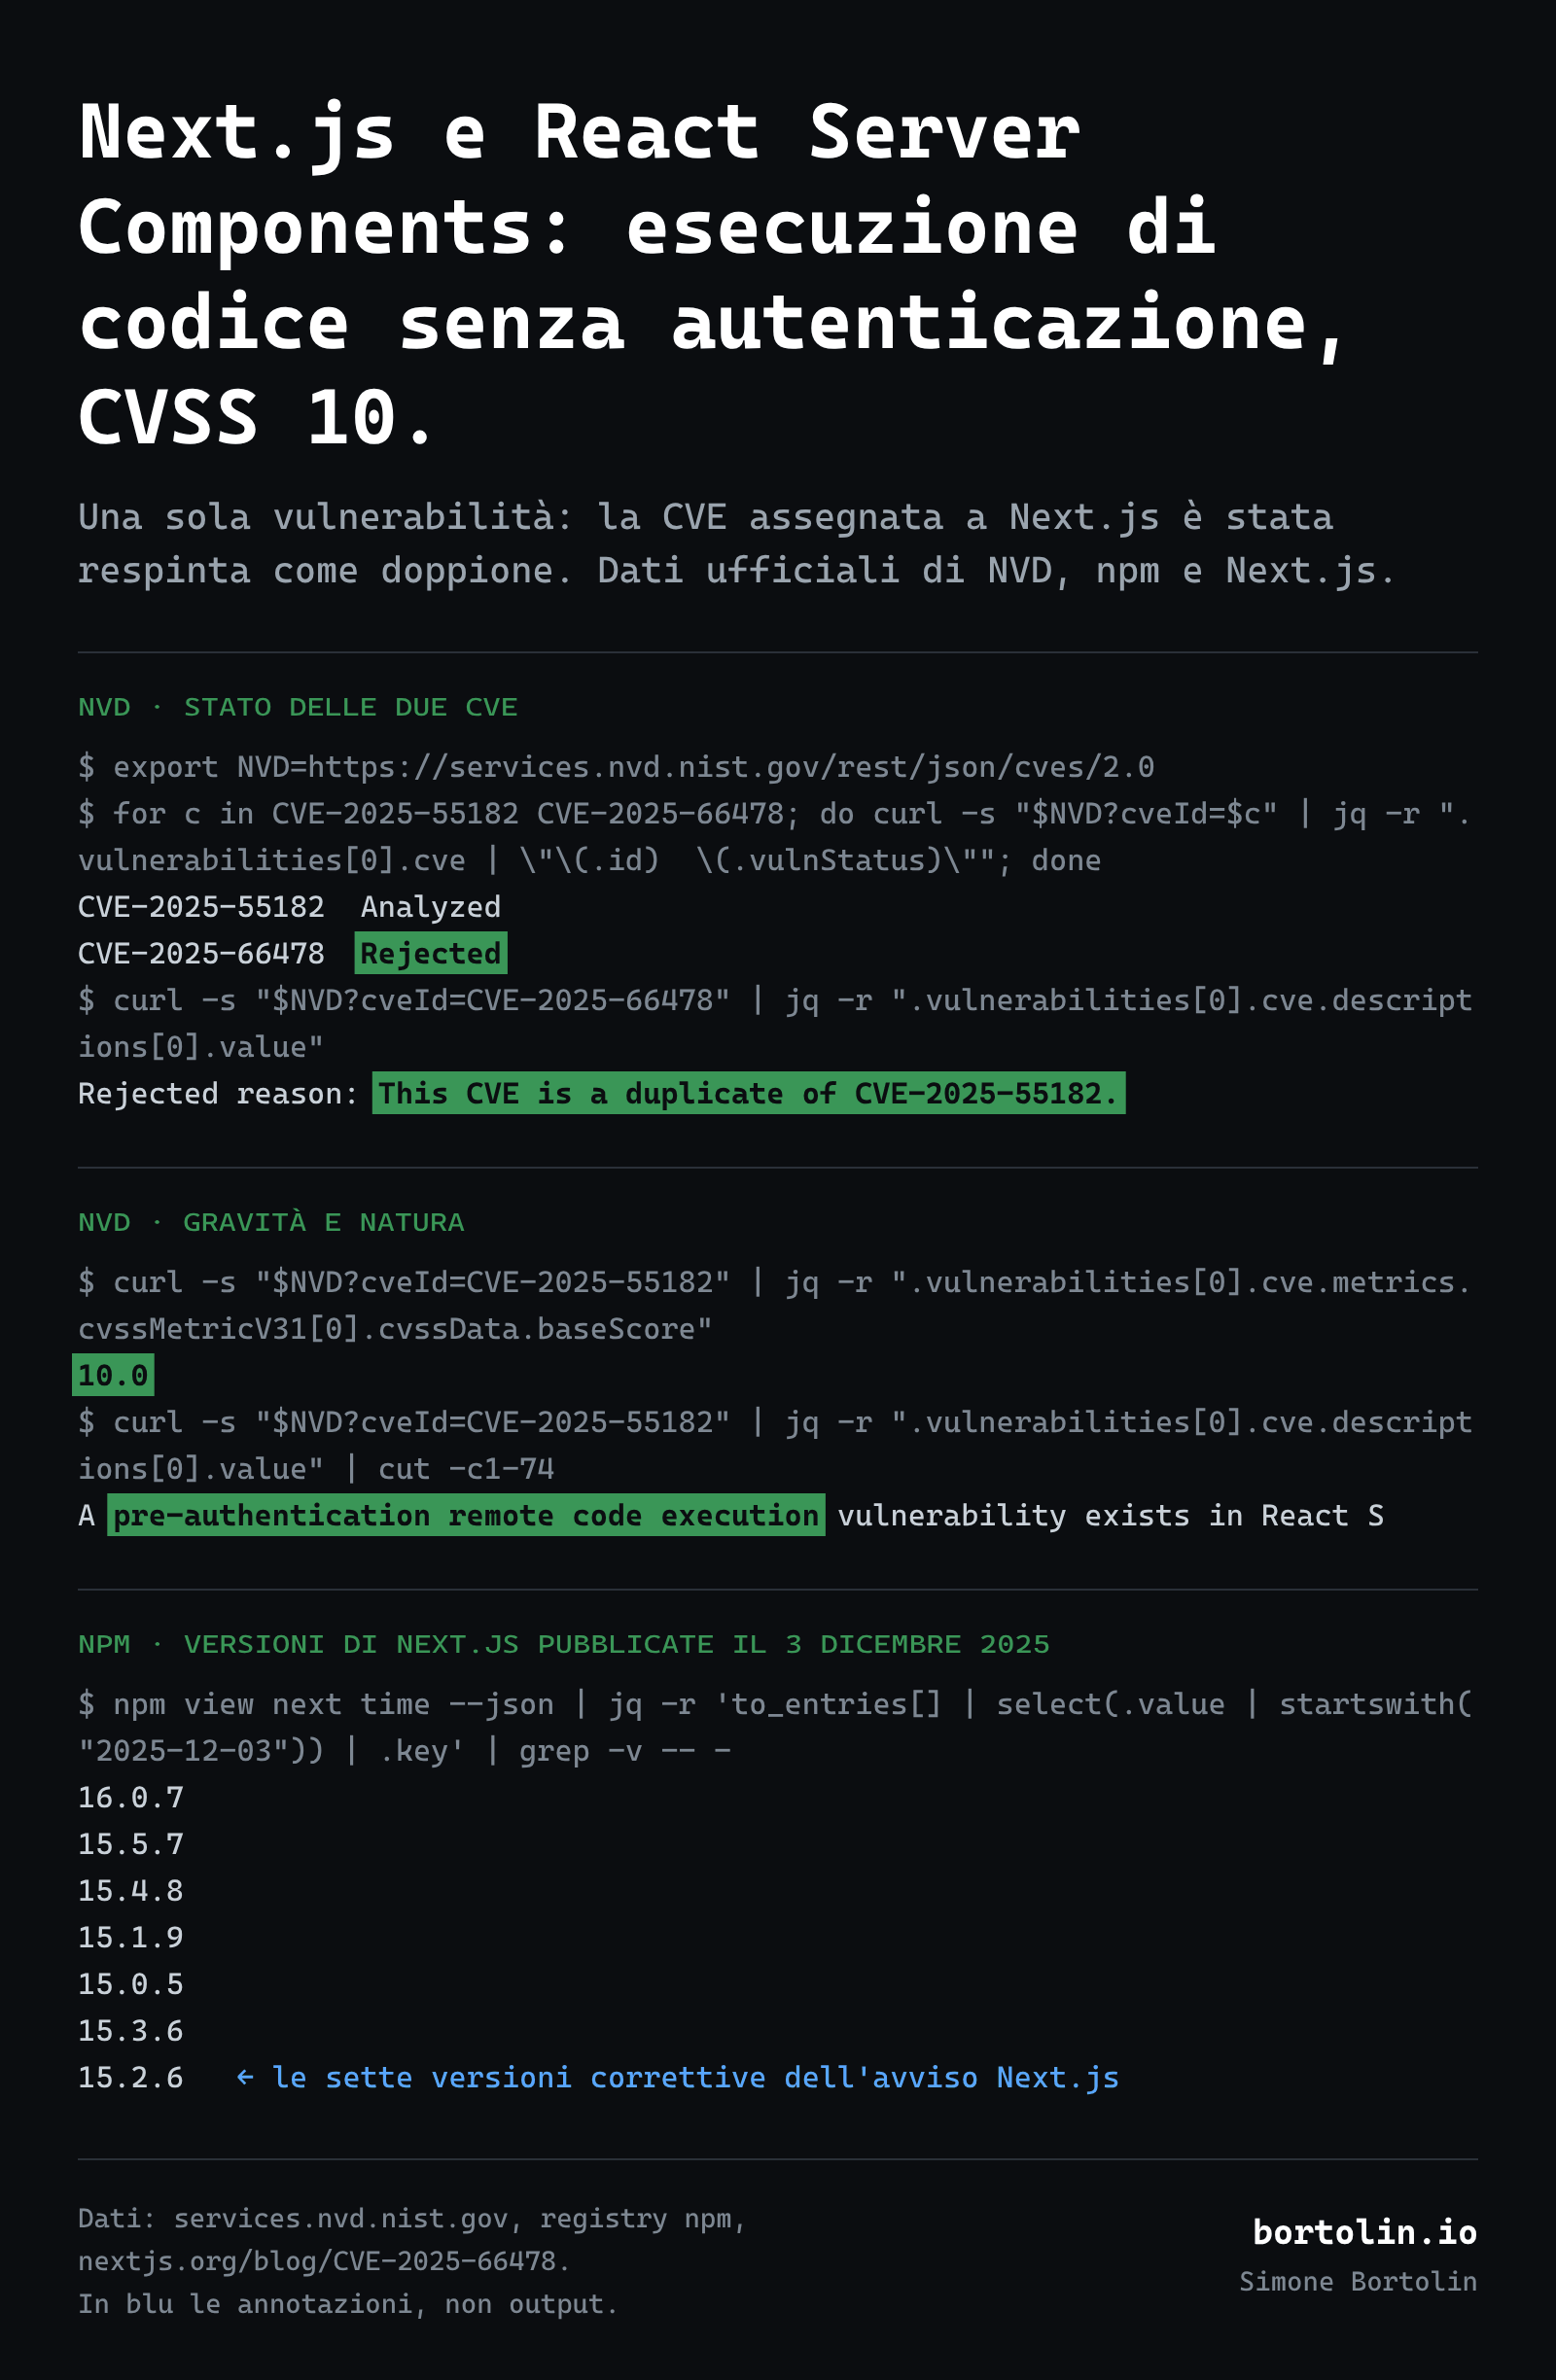 Next.js e React Server
Components: esecuzione di
codice senza autenticazione,
CVSS 10.
Una sola vulnerabilità: la CVE assegnata a Next.js è stata
respinta come doppione. Dati ufficiali di NVD, npm e Next.js.
NVD · STATO DELLE DUE CVE
$ export NVD=https://services.nvd.nist.gov/rest/json/cves/2.0
$ for c in CVE-2025-55182 CVE-2025-66478; do curl -s "$NVD?cveId=$c" | jq -r ".
vulnerabilities[0].cve | \"\(.id)  \(.vulnStatus)\""; done
CVE-2025-55182  Analyzed
CVE-2025-66478  Rejected
$ curl -s "$NVD?cveId=CVE-2025-66478" | jq -r ".vulnerabilities[0].cve.descript
ions[0].value"
Rejected reason: This CVE is a duplicate of CVE-2025-55182.
NVD · GRAVITÀ E NATURA
$ curl -s "$NVD?cveId=CVE-2025-55182" | jq -r ".vulnerabilities[0].cve.metrics.
cvssMetricV31[0].cvssData.baseScore"
10.0
$ curl -s "$NVD?cveId=CVE-2025-55182" | jq -r ".vulnerabilities[0].cve.descript
ions[0].value" | cut -c1-74
A pre-authentication remote code execution vulnerability exists in React S
NPM · VERSIONI DI NEXT.JS PUBBLICATE IL 3 DICEMBRE 2025
$ npm view next time --json | jq -r 'to_entries[] | select(.value | startswith(
"2025-12-03")) | .key' | grep -v -- -
16.0.7
15.5.7
15.4.8
15.1.9
15.0.5
15.3.6
15.2.6   ← le sette versioni correttive dell'avviso Next.js
Dati: services.nvd.nist.gov, registry npm,
nextjs.org/blog/CVE-2025-66478.
In blu le annotazioni, non output.
bortolin.io
Simone Bortolin